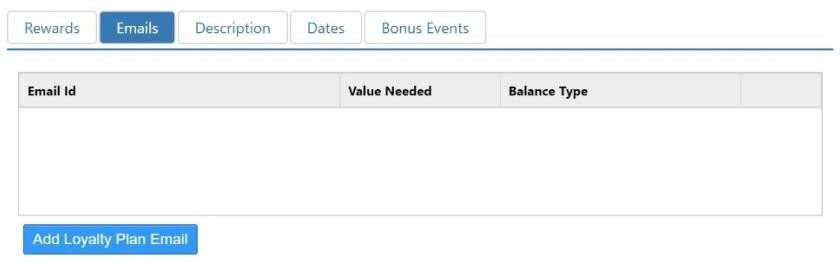 Rewards Emails Description Dates Bonus Events
Email Id Value Needed Balance Type
Add Loyalty Plan Email